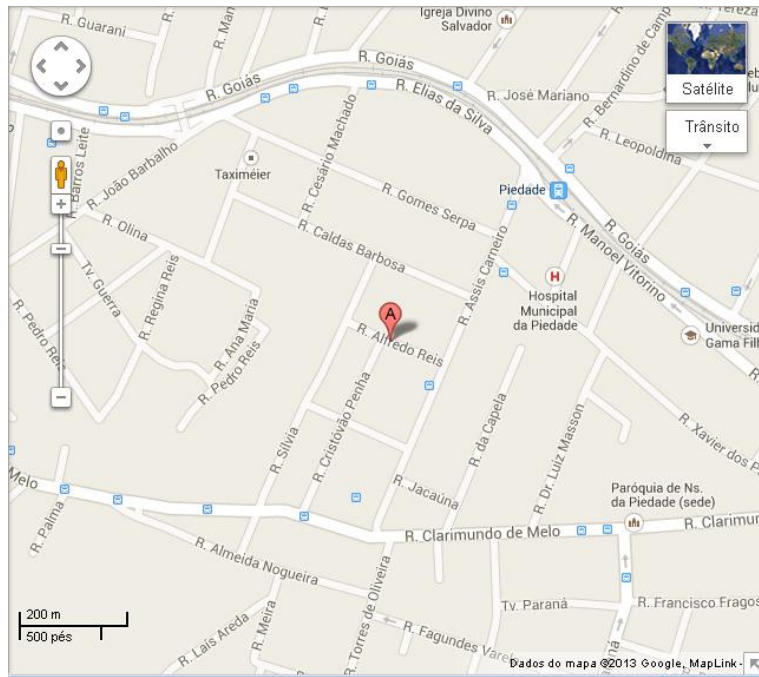 R. Guarani
R. Mar
Igreja Divino
Salvador
R. Bernardino de Camp
R. Tereza
R. Goiás
R. Goiás
R. Elias da Silva
R. José Mariano
Satélite
Trânsito
R. Leopoldina
R. Barros Leite
R. João Barbalho
Taximéier
R. Cesário Machado
R. Gomes Serpa
Piedade
R. Olina
R. Caldas Barbosa
R. Assis Carneiro
R. Manoel Vitorino
R. Goiás
Tv. Guerra
R. Regina Reis
R. Ana Maria
Hospital
Municipal
da Piedade
H
A
R. Alfredo Reis
Universid
Gama Filh
R. Pedro Reis
R. Pedro Reis
R. Silvia
R. Cristóvão Penha
R. da Capela
R. Dr. Luiz Masson
R. Xavier dos P
Melo
R. Jacaúna
Paróquia de Ns.
da Piedade (sede)
R. Palma
R. Clarimundo de Melo
R. Clarimun
R. Almeida Nogueira
R. Torres de Oliveira
Tv. Paraná
R. Francisco Fragos
200 m
500 pés
R. Laís Areda
R. Meira
R. Fagundes Varel
Dados do mapa ©2013 Google, MapLink -